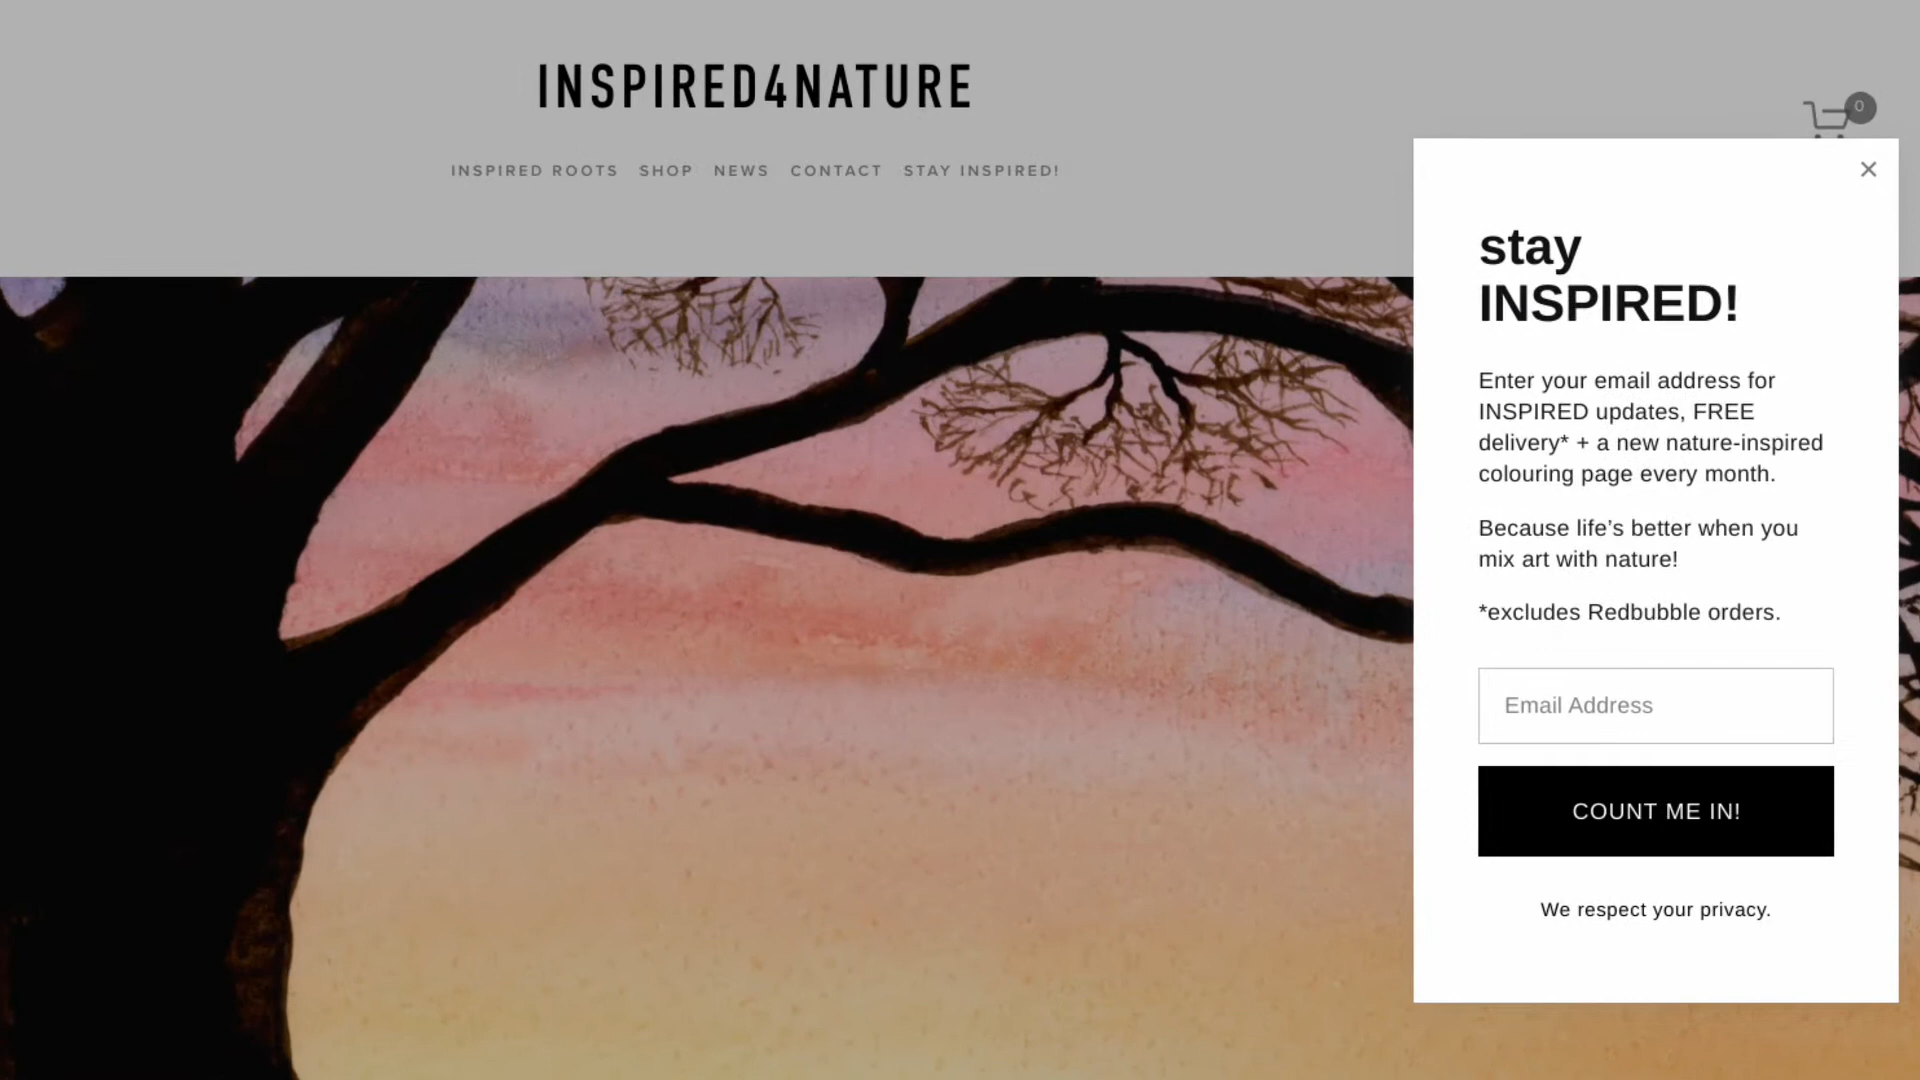 INSPIRED4NATURE
0
INSPIRED ROOTS SHOP NEWS CONTACT STAY INSPIRED!
stay
INSPIRED!
Enter your email address for
INSPIRED updates, FREE
delivery* + a new nature-inspired
colouring page every month.
Because life’s better when you
mix art with nature!
*excludes Redbubble orders.
Email Address
COUNT ME IN!
We respect your privacy.